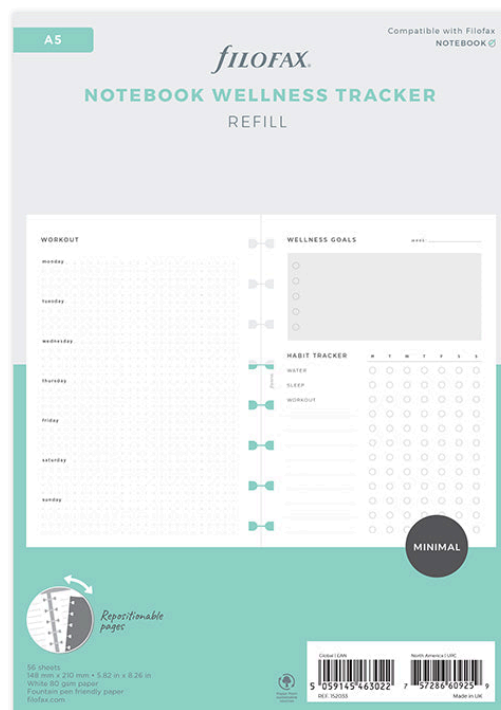 A5
Compatible with Filofax
NOTEBOOK
fILOFAX®
NOTEBOOK WELLNESS TRACKER
REFILL
WORKOUT
monday
tuesday
wednesday
thursday
friday
saturday
sunday
WELLNESS GOALS
WEEK
HABIT TRACKER M T W T F S S
WATER
SLEEP
WORKOUT
MINIMAL
Repositionable
pages
56 sheets
148 mm x 210 mm • 5.82 in x 8.26 in
White 80 gsm paper
Fountain pen friendly paper
filofax.com
Global | EAN
5 059145 463022
REF: 152033
North America | UPC
7 57286 60925 9
Made in UK